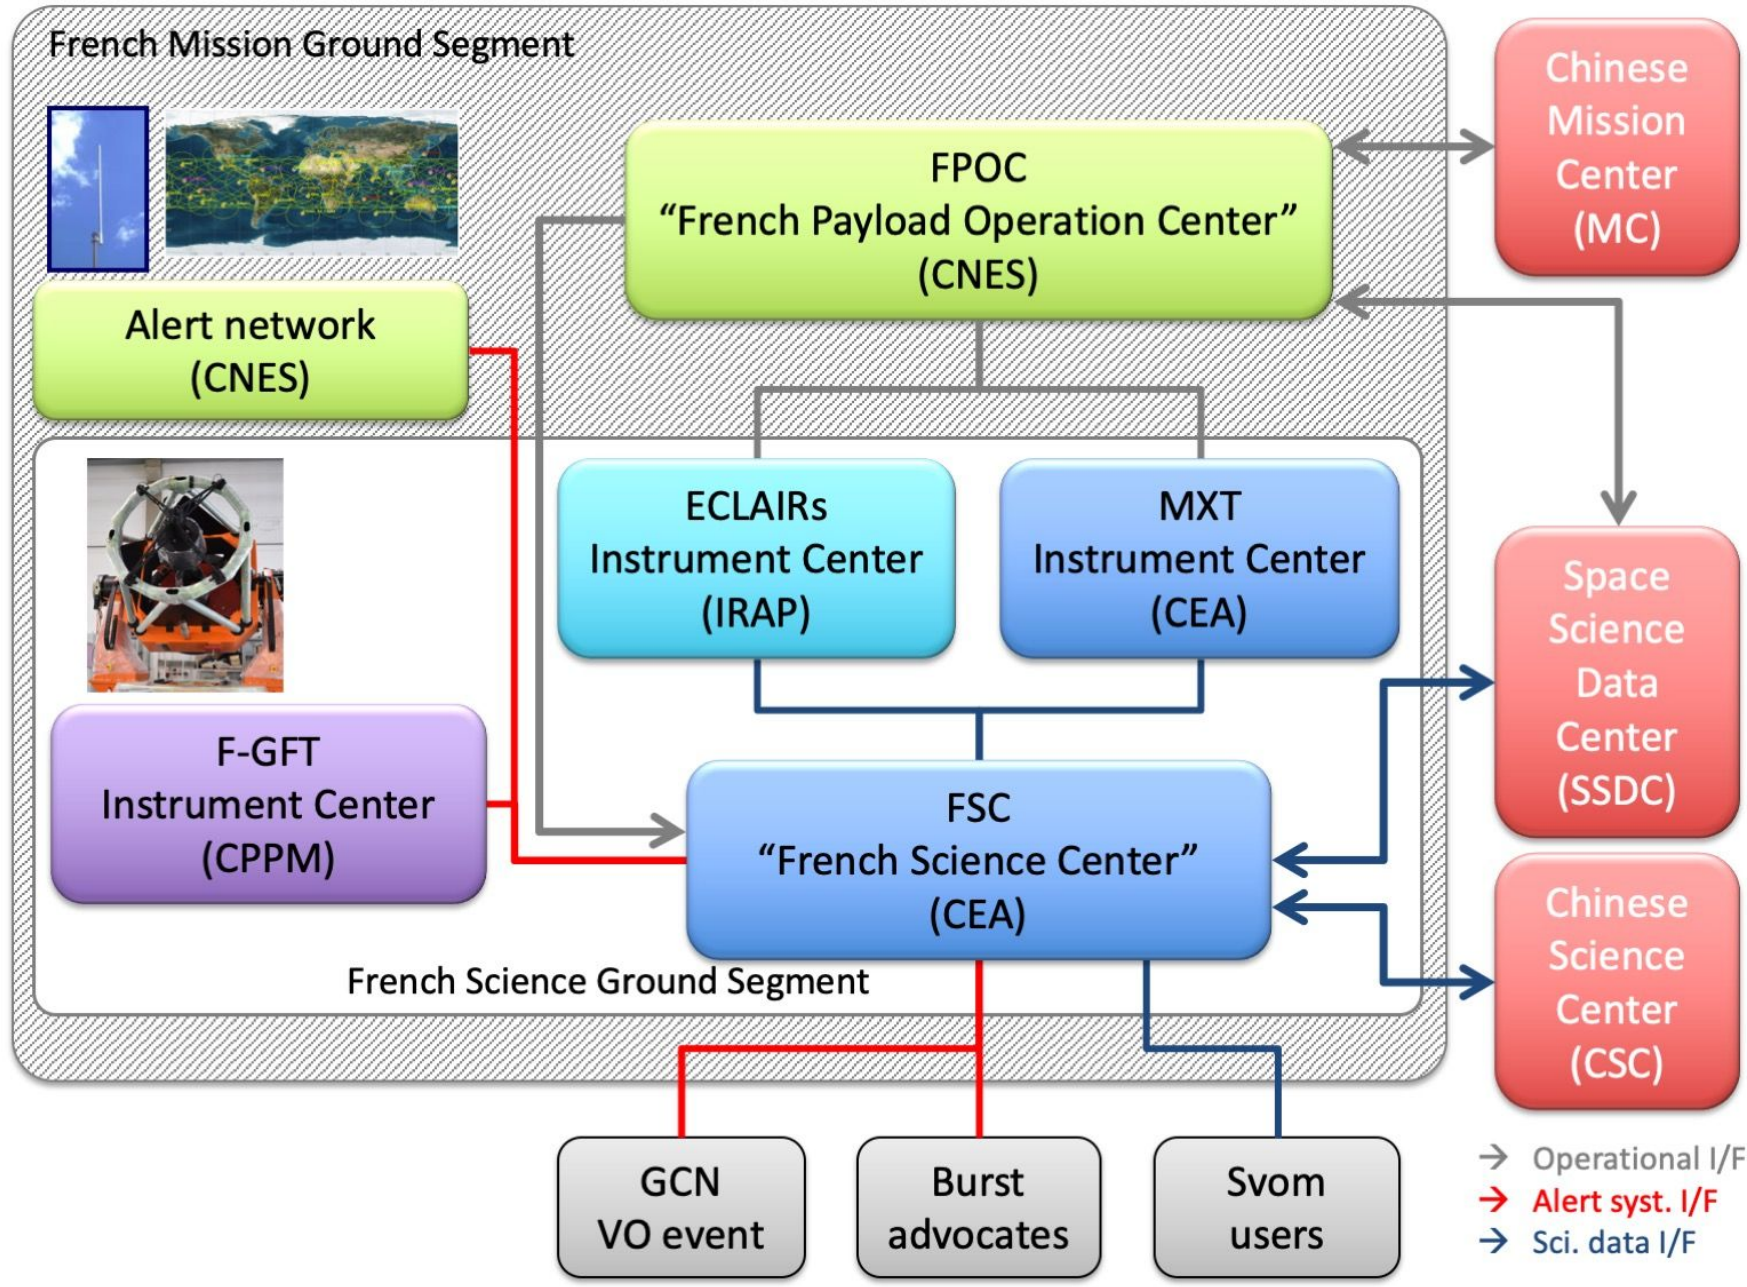 French Mission Ground Segment
FPOC
“French Payload Operation Center”
(CNES)
Chinese
Mission
Center
(MC)
Alert network
(CNES)
ECLAIRs
Instrument Center
(IRAP)
MXT
Instrument Center
(CEA)
Space
Science
Data
Center
(SSDC)
F-GFT
Instrument Center
(CPPM)
FSC
“French Science Center”
(CEA)
Chinese
Science
Center
(CSC)
French Science Ground Segment
GCN
VO event
Burst
advocates
Svom
users
Operational I/F
Alert syst. I/F
Sci. data I/F